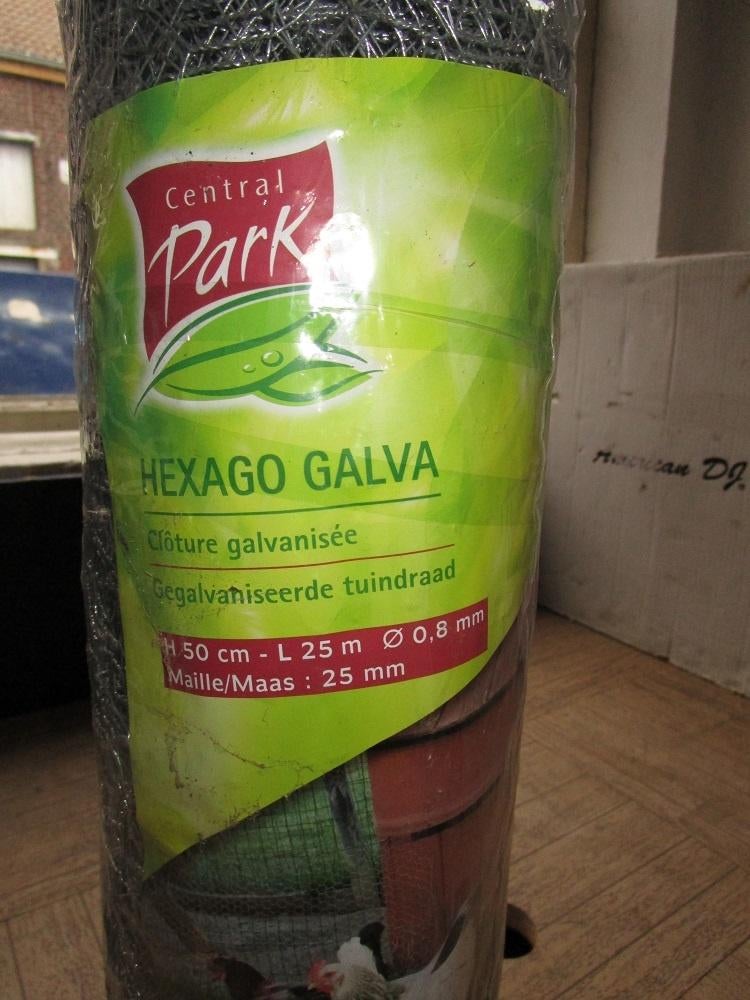 Central
Park
HEXAGO GALVA
Clôture galvanisée
Gegalvaniseerde tuindraad
H 50 cm - L 25 m Ø 0,8 mm
Maille/Maas : 25 mm
American DJ.